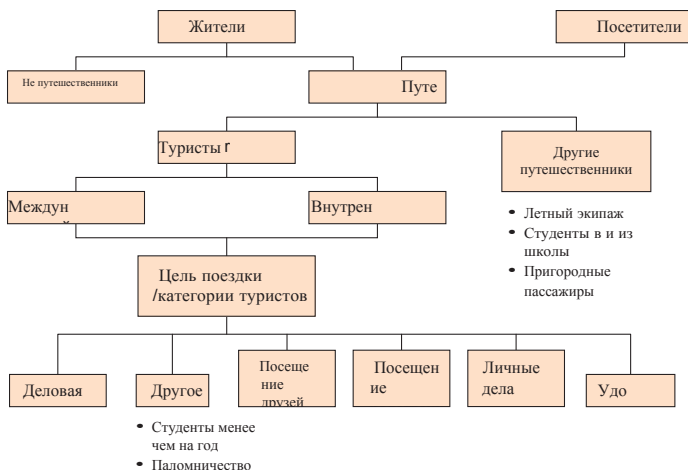 Жители
Посетители
Не путешественники
Путе
Туристы r
Другие
путешественники
Междун
Внутрен
• Летный экипаж
• Студенты в и из
школы
• Пригородные
пассажиры
Цель поездки
/категории туристов
Деловая
Другое
Посеще
ние
друзей
Посещен
ие
Личные
дела
Удо
• Студенты менее
чем на год
• Паломничество